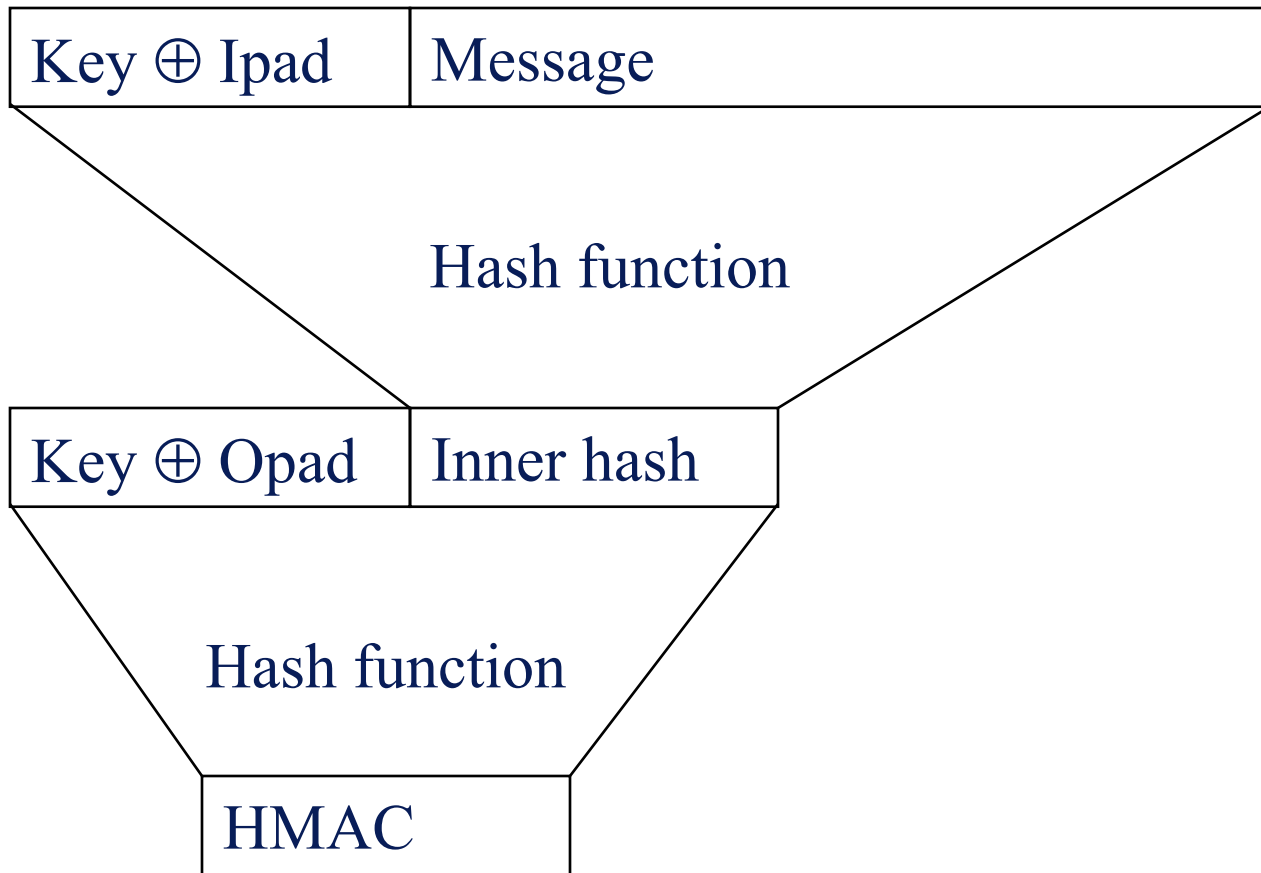 Key ⊕ Ipad
Message
Hash function
Key ⊕ Opad
Inner hash
Hash function
HMAC